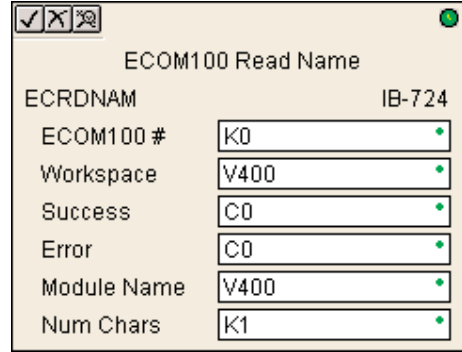 ECOM100 Read Name
ECRDNAM IB-724
ECOM100 # K0
Workspace V400
Success C0
Error C0
Module Name V400
Num Chars K1